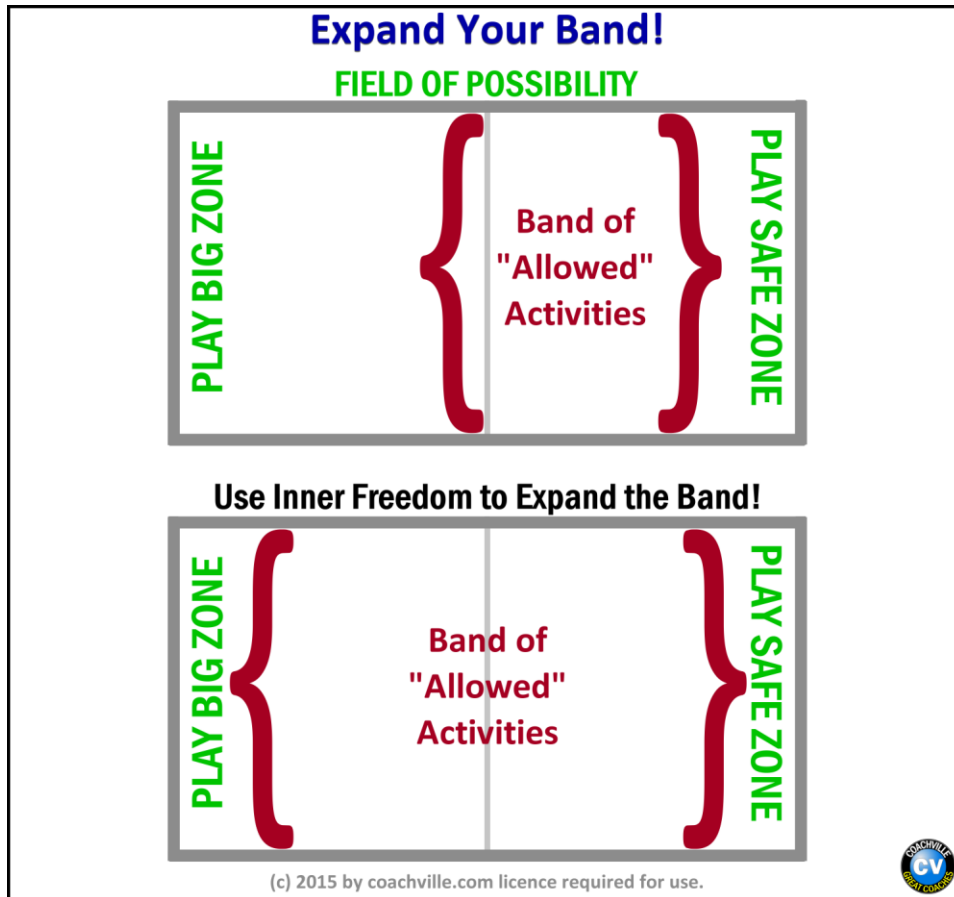 Expand Your Band!
FIELD OF POSSIBILITY
PLAY BIG ZONE
Band of
"Allowed"
Activities
PLAY SAFE ZONE
Use Inner Freedom to Expand the Band!
PLAY BIG ZONE
Band of
"Allowed"
Activities
PLAY SAFE ZONE
(c) 2015 by coachville.com licence required for use.
COACHVILLE
CV
GREAT COACHES